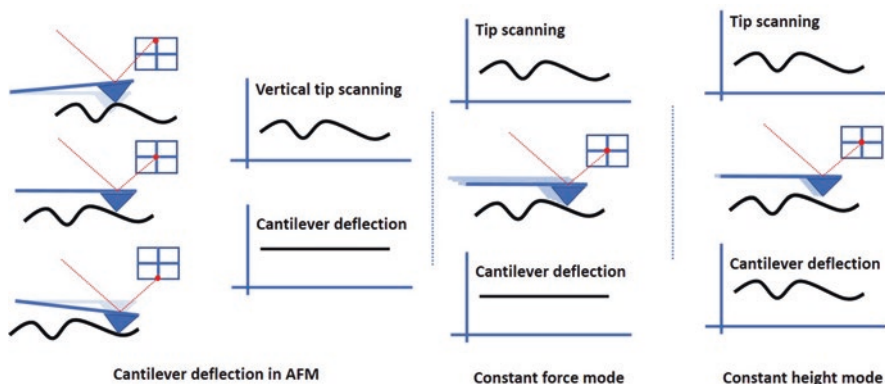 Vertical tip scanning
Cantilever deflection
Cantilever deflection in AFM
Tip scanning
Cantilever deflection
Constant force mode
Tip scanning
Cantilever deflection
Constant height mode